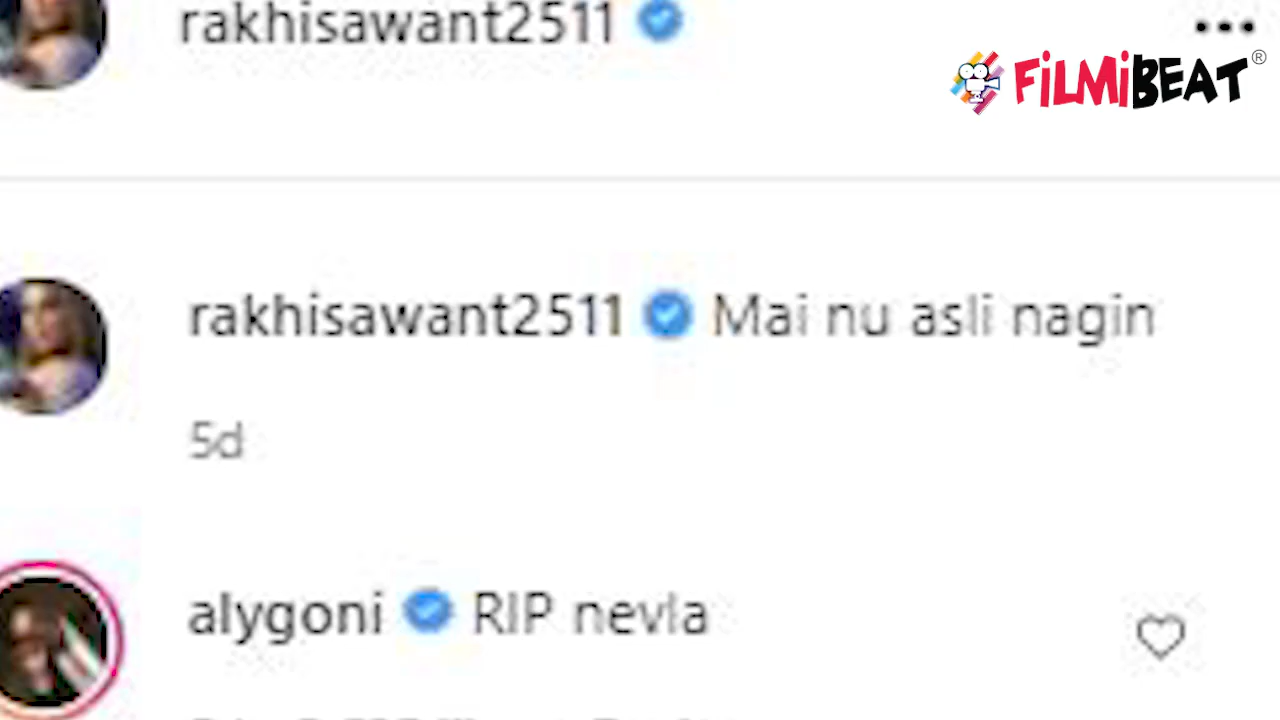 rakhisawant2511
FiLMiBEAT®
rakhisawant2511 Mai nu asli nagin
5d
alygoni RIP nevla